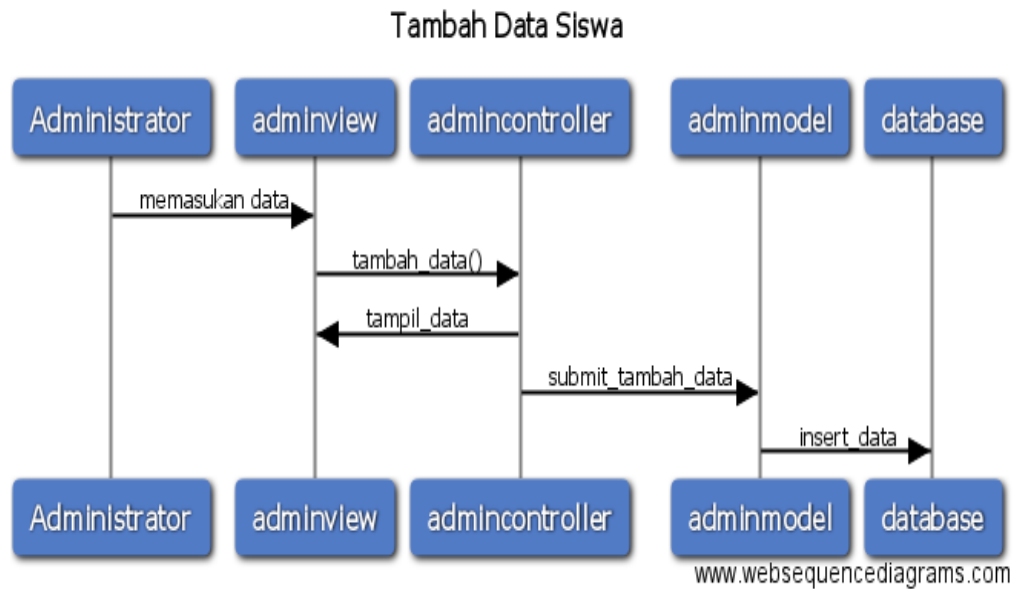 Tambah Data Siswa
Administrator adminview admincontroller adminmodel database
memasukan data
tambah_data()
tampil_data
submit_tambah_data
insert_data
Administrator adminview admincontroller adminmodel database
www.websequencediagrams.com